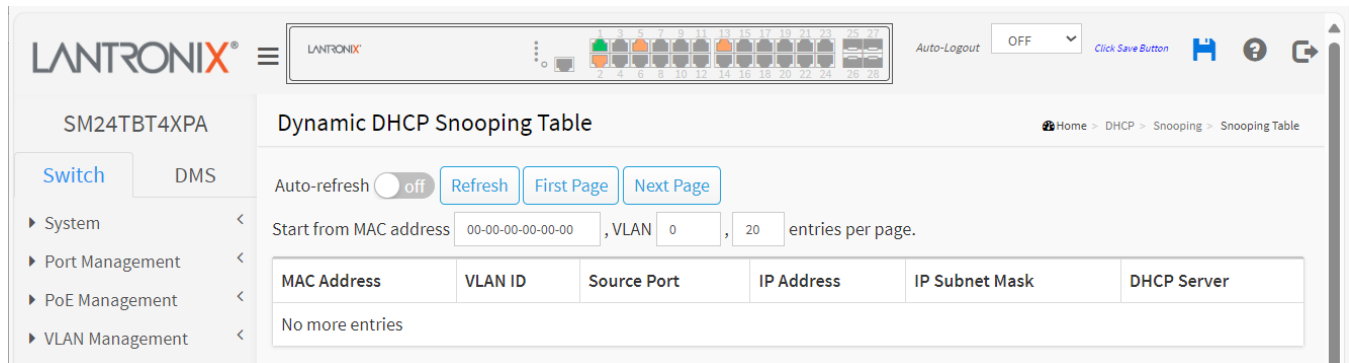 LANTRONIX®
LANTRONIX
1 3 5 7 9 11 13 15 17 19 21 23 25 27
2 4 6 8 10 12 14 16 18 20 22 24 26 28
Auto-Logout OFF Click Save Button
SM24TBT4XPA
Switch DMS
System
Port Management
PoE Management
VLAN Management
Dynamic DHCP Snooping Table
Home > DHCP > Snooping > Snooping Table
Auto-refresh off Refresh First Page Next Page
Start from MAC address 00-00-00-00-00-00 , VLAN 0 , 20 entries per page.
MAC Address VLAN ID Source Port IP Address IP Subnet Mask DHCP Server
No more entries